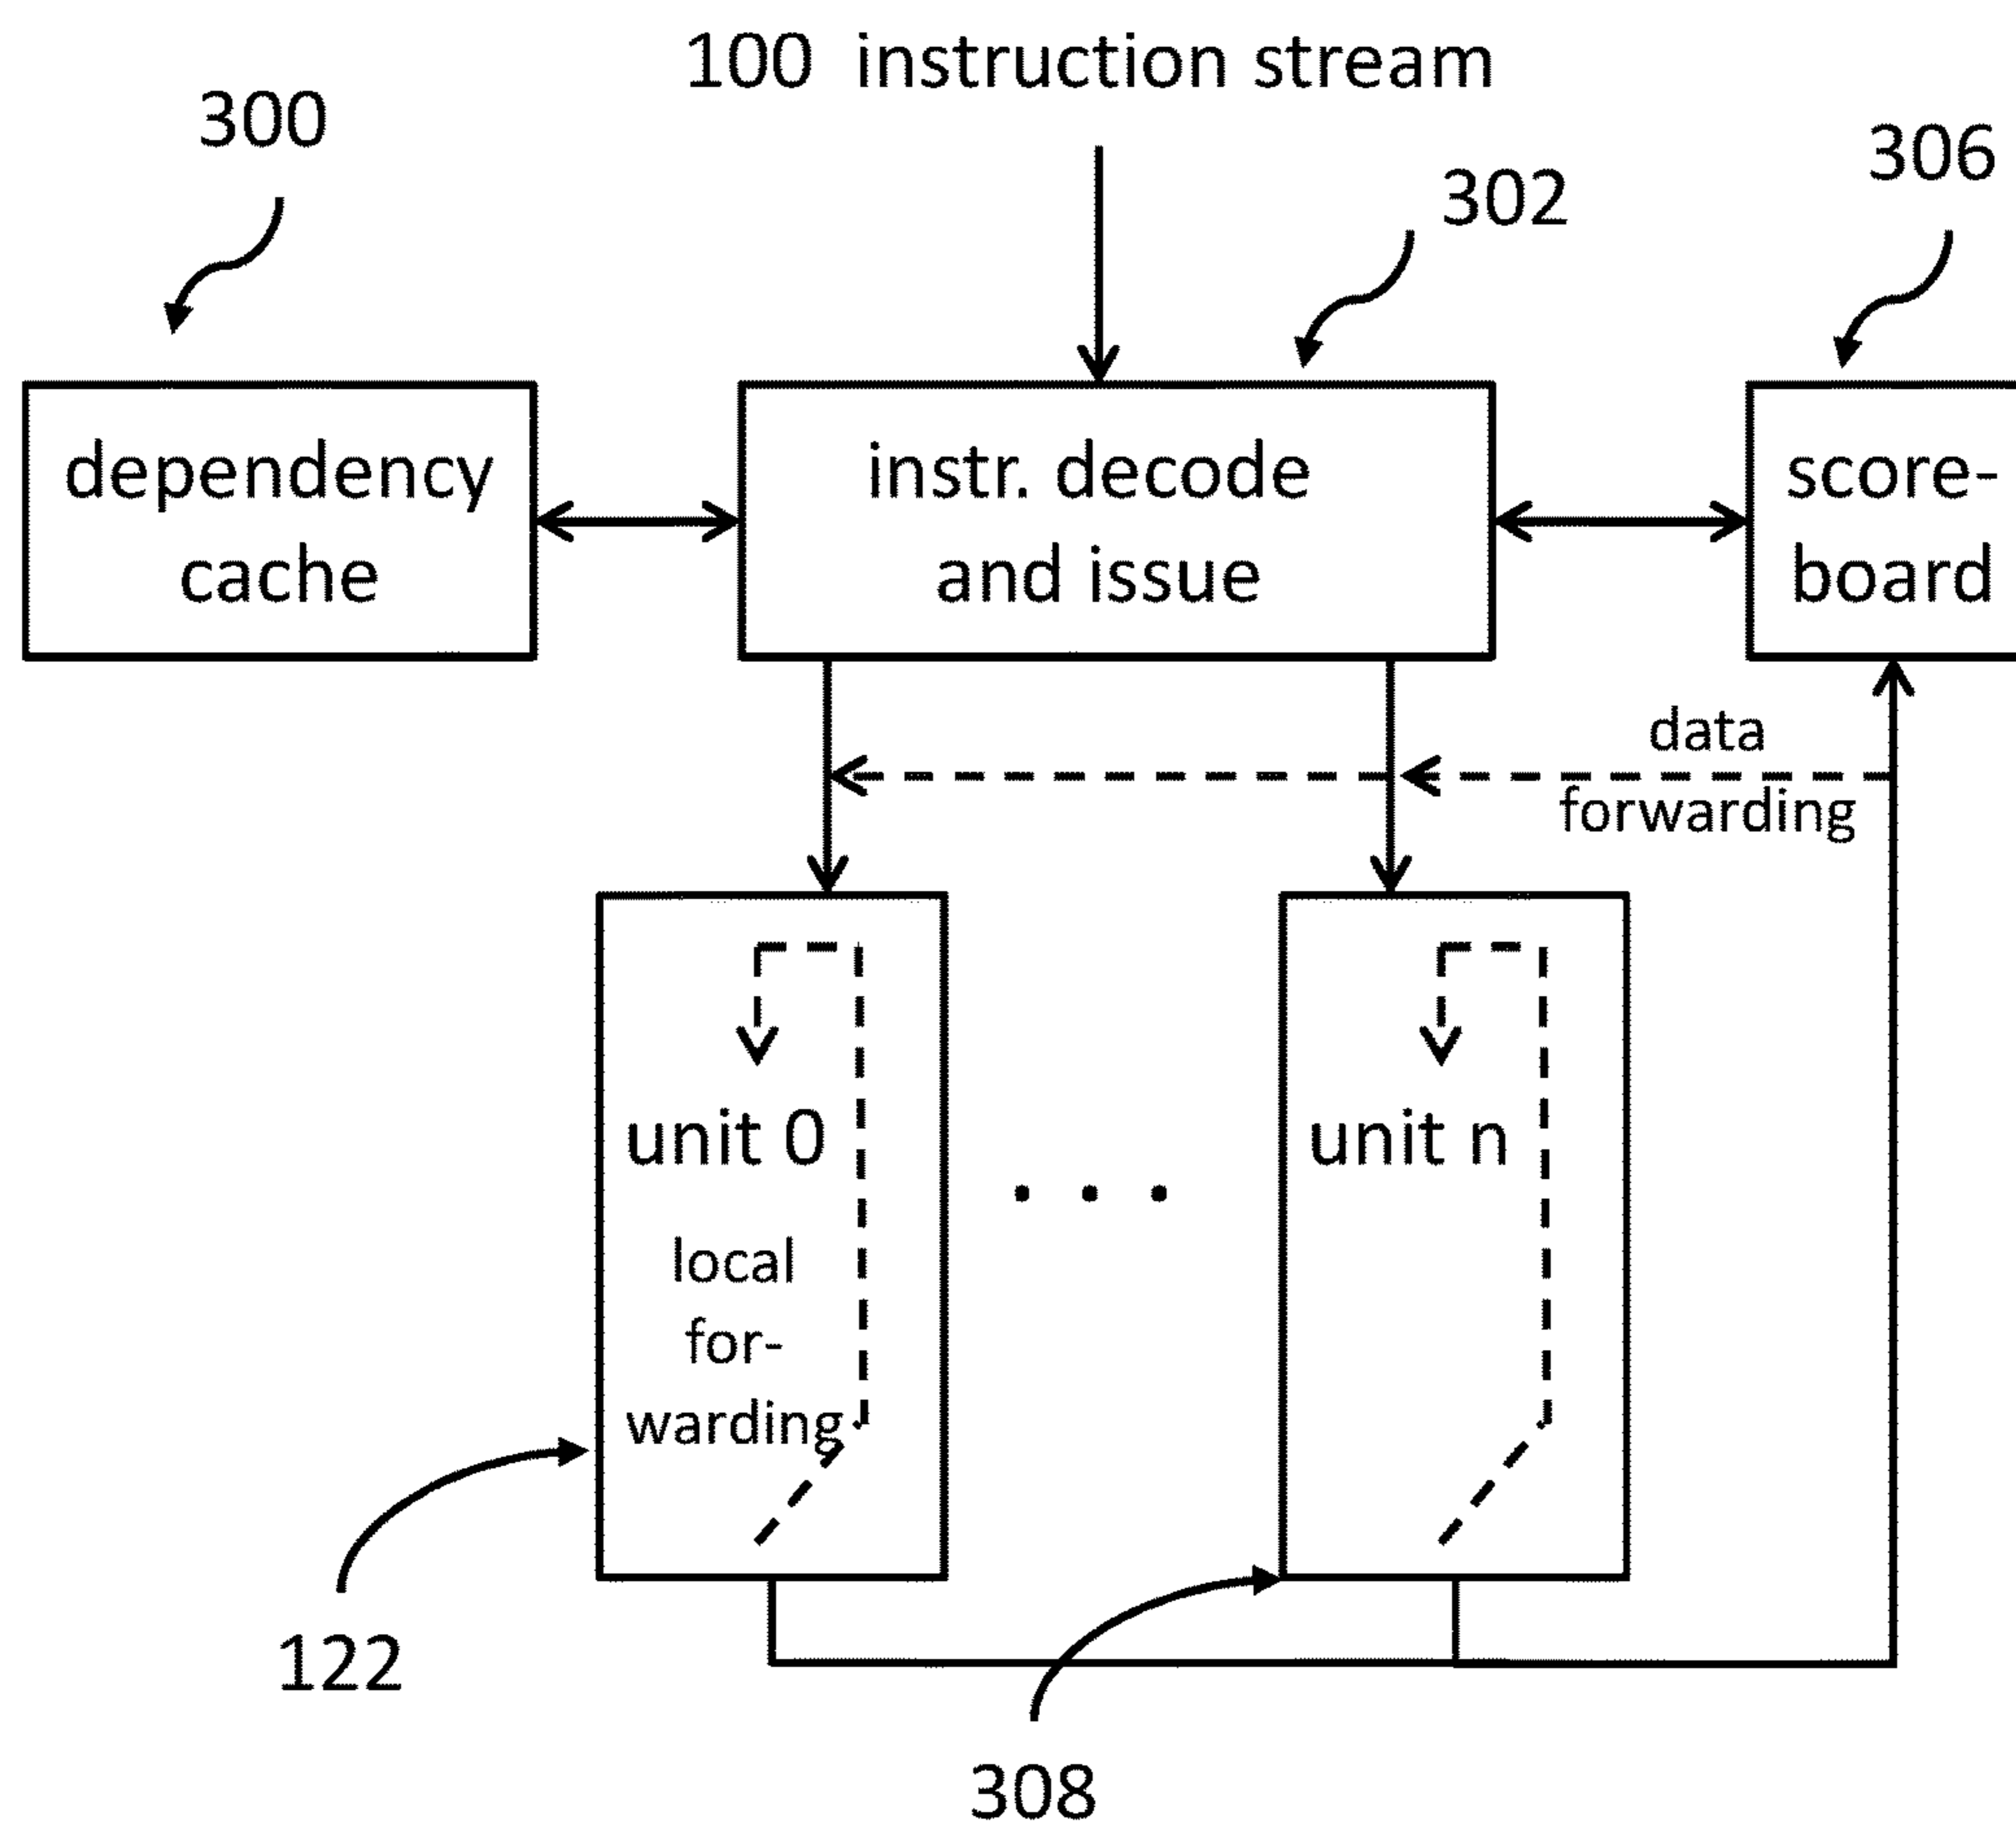 100 instruction stream
300
302
306
dependency
cache
instr. decode
and issue
score-
board
data
forwarding
unit 0
local
for-
warding
. . .
unit n
122
308